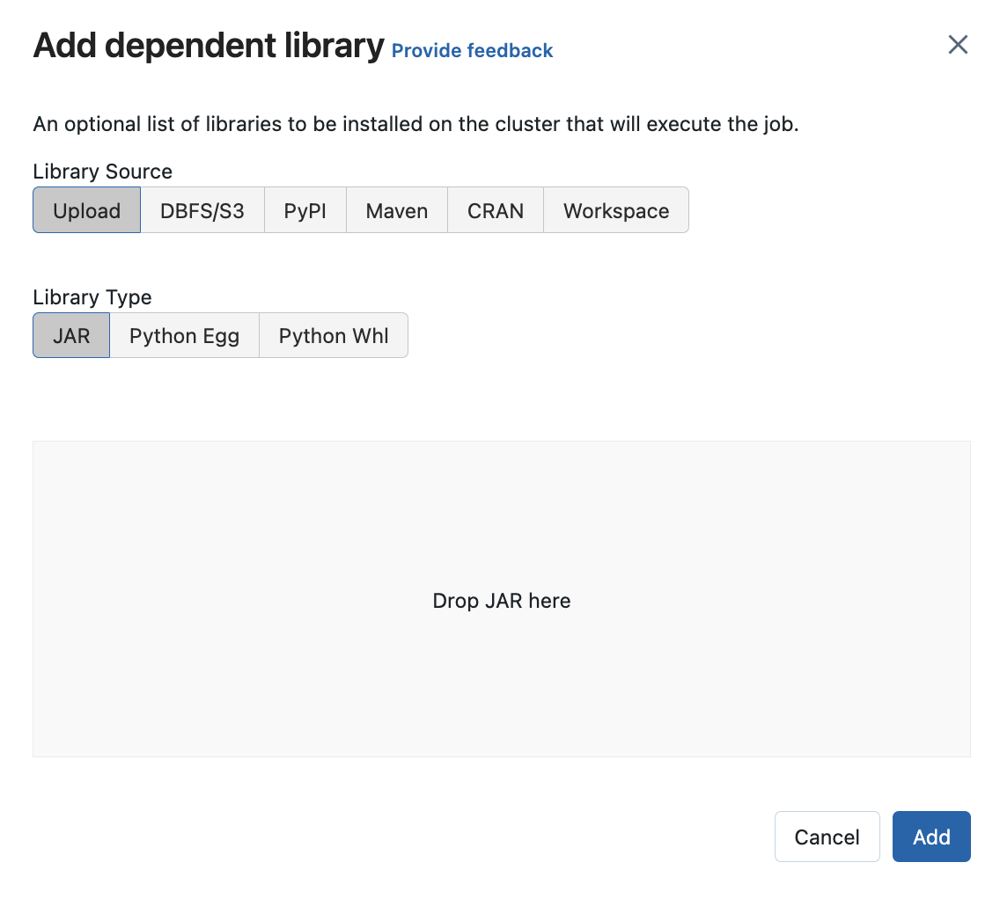 Add dependent library Provide feedback
An optional list of libraries to be installed on the cluster that will execute the job.
Library Source
Upload DBFS/S3 PyPI Maven CRAN Workspace
Library Type
JAR Python Egg Python Whl
Drop JAR here
Cancel Add